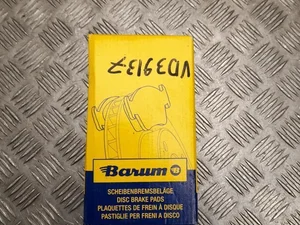 VD39137
Barum
SCHEIBENBREMSBELÄGE
DISC BRAKE PADS
PLAQUETTES DE FREIN À DISQUE
PASTIGLIE PER FRENI A DISCO